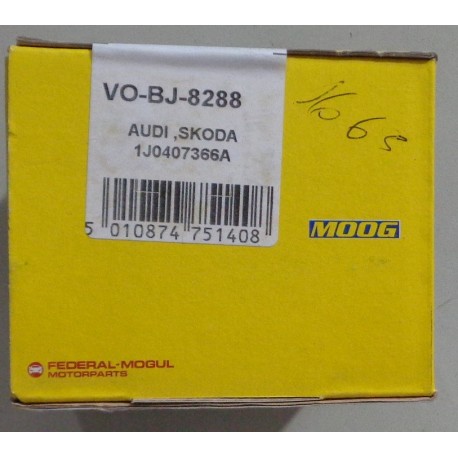 VO-BJ-8288
AUDI ,SKODA
1J0407366A
5 010874 751408
MOOG
FEDERAL-MOGUL
MOTORPARTS